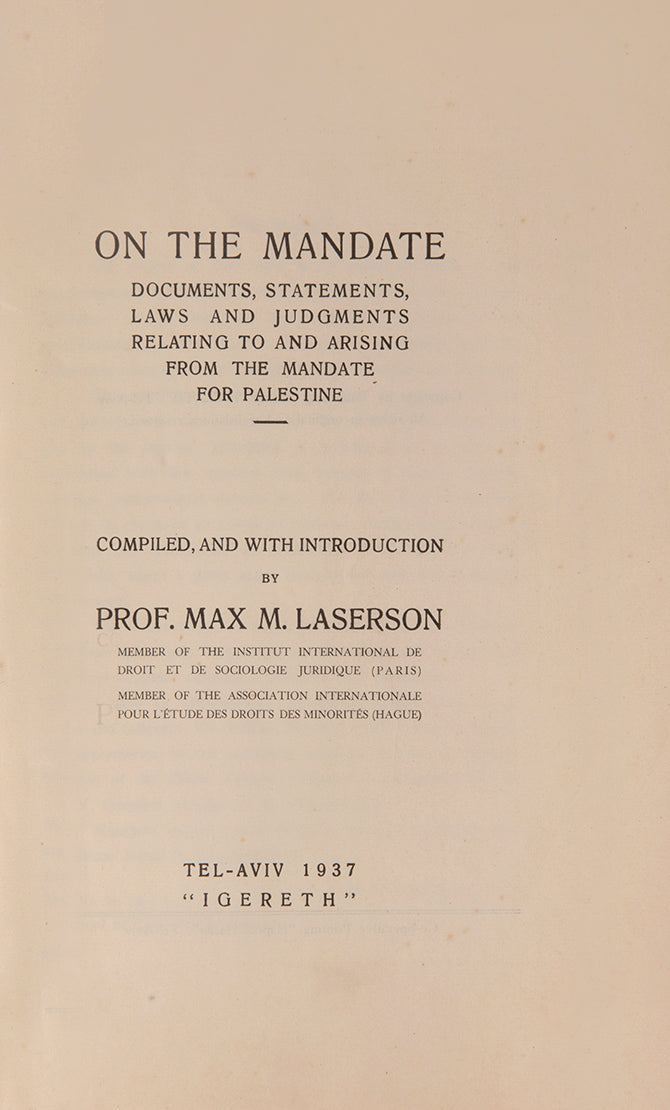 ON THE MANDATE
DOCUMENTS, STATEMENTS,
LAWS AND JUDGMENTS
RELATING TO AND ARISING
FROM THE MANDATE
FOR PALESTINE
COMPILED, AND WITH INTRODUCTION
BY
PROF. MAX M. LASERSON
MEMBER OF THE INSTITUT INTERNATIONAL DE
DROIT ET DE SOCIOLOGIE JURIDIQUE (PARIS)
MEMBER OF THE ASSOCIATION INTERNATIONALE
POUR L'ÉTUDE DES DROITS DES MINORITÉS (HAGUE)
TEL-AVIV 1937
"IGERETH"